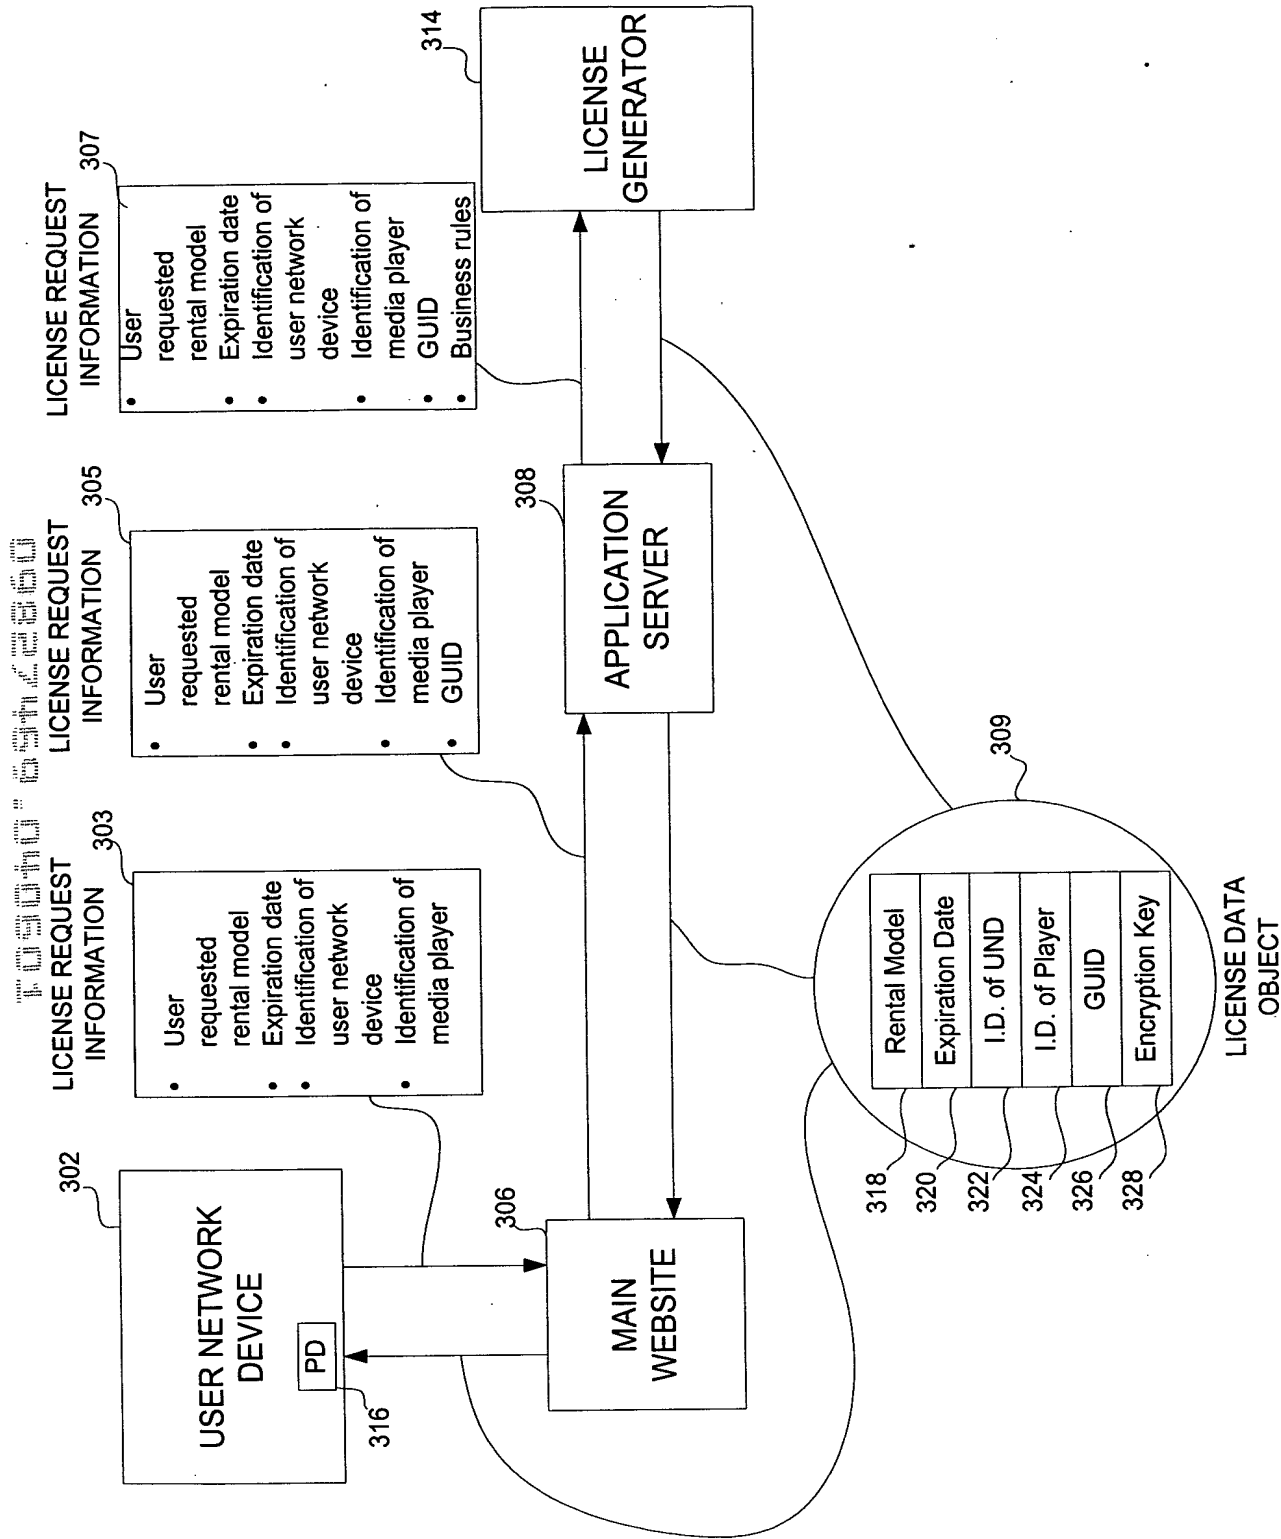 LICENSE REQUEST
INFORMATION
303
• User
requested
rental model
• Expiration date
• Identification of
user network
device
• Identification of
media player
LICENSE REQUEST
INFORMATION
305
• User
requested
rental model
• Expiration date
• Identification of
user network
device
• Identification of
media player
• GUID
LICENSE REQUEST
INFORMATION
307
• User
requested
rental model
• Expiration date
• Identification of
user network
device
• Identification of
media player
• GUID
• Business rules
302
USER NETWORK
DEVICE
PD
316
306
MAIN
WEBSITE
308
APPLICATION
SERVER
314
LICENSE
GENERATOR
309
318
Rental Model
320
Expiration Date
322
I.D. of UND
324
I.D. of Player
326
GUID
328
Encryption Key
LICENSE DATA
OBJECT